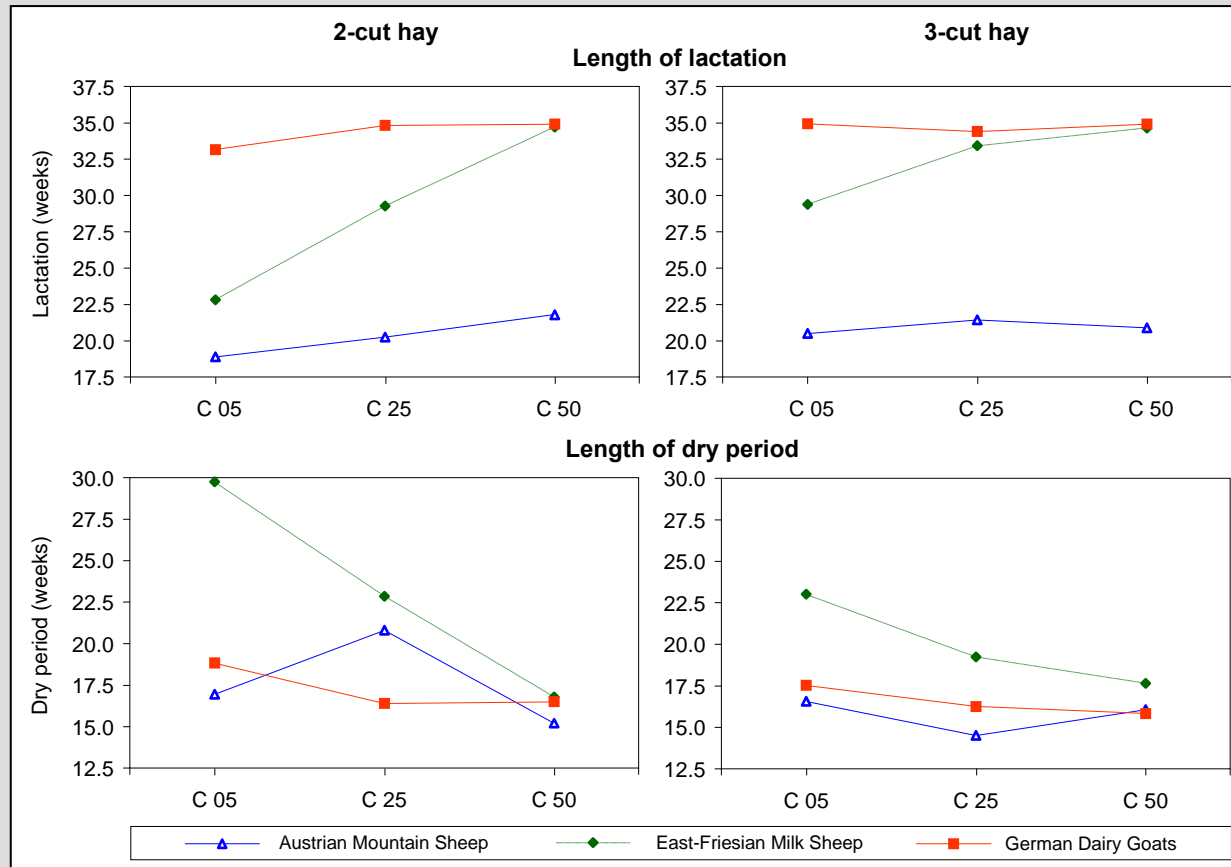 2-cut hay 3-cut hay
Length of lactation
Lactation (weeks)
37.5 37.5
35.0 35.0
32.5 32.5
30.0 30.0
27.5 27.5
25.0 25.0
22.5 22.5
20.0 20.0
17.5 17.5
C 05 C 25 C 50 C 05 C 25 C 50
Length of dry period
Dry period (weeks)
30.0 30.0
27.5 27.5
25.0 25.0
22.5 22.5
20.0 20.0
17.5 17.5
15.0 15.0
12.5 12.5
C 05 C 25 C 50 C 05 C 25 C 50
Austrian Mountain Sheep East-Friesian Milk Sheep German Dairy Goats